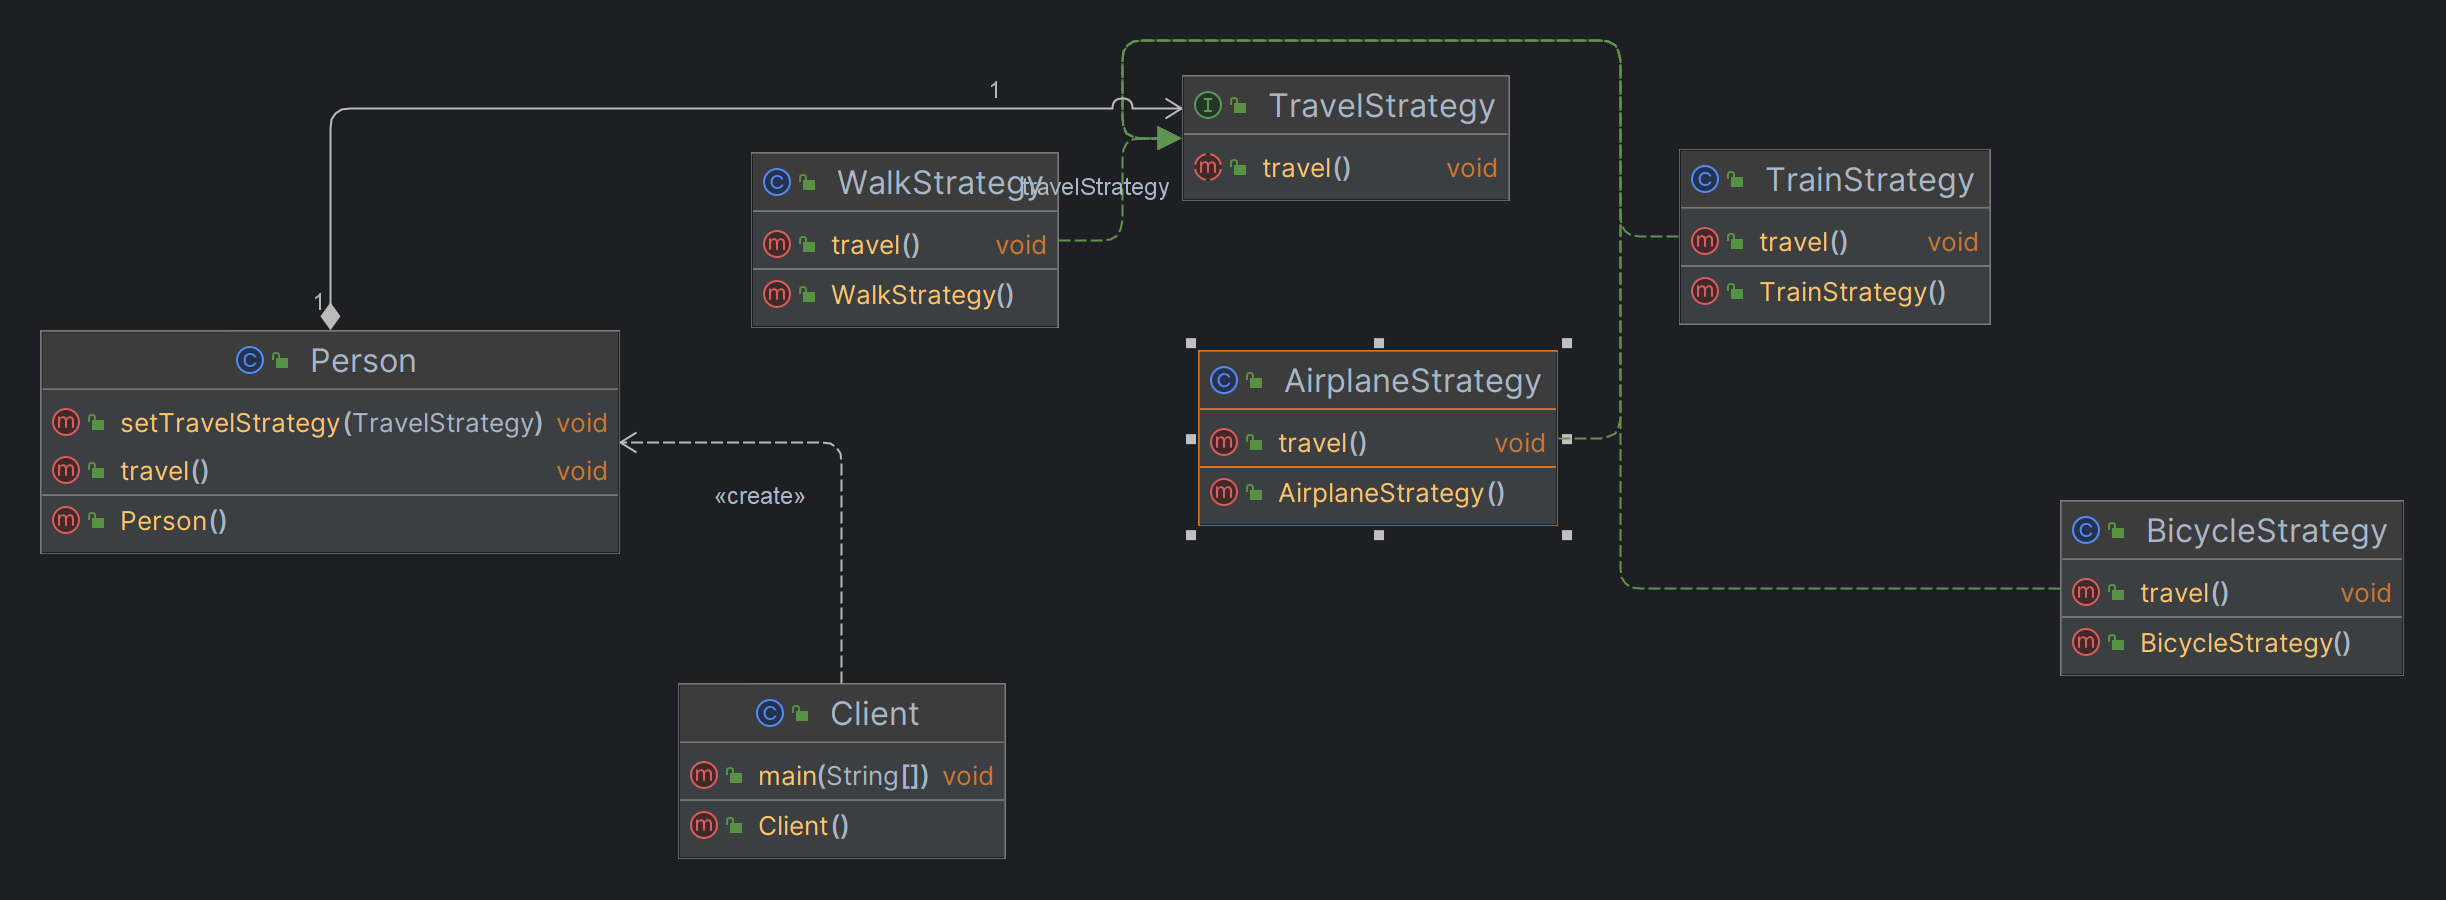 1
I TravelStrategy
m travel() void
C WalkStrategy
travelStrategy
m travel() void
m WalkStrategy()
C TrainStrategy
m travel() void
m TrainStrategy()
1
C Person
m setTravelStrategy(TravelStrategy) void
m travel() void
m Person()
C AirplaneStrategy
m travel() void
m AirplaneStrategy()
«create»
C BicycleStrategy
m travel() void
m BicycleStrategy()
C Client
m main(String[]) void
m Client()